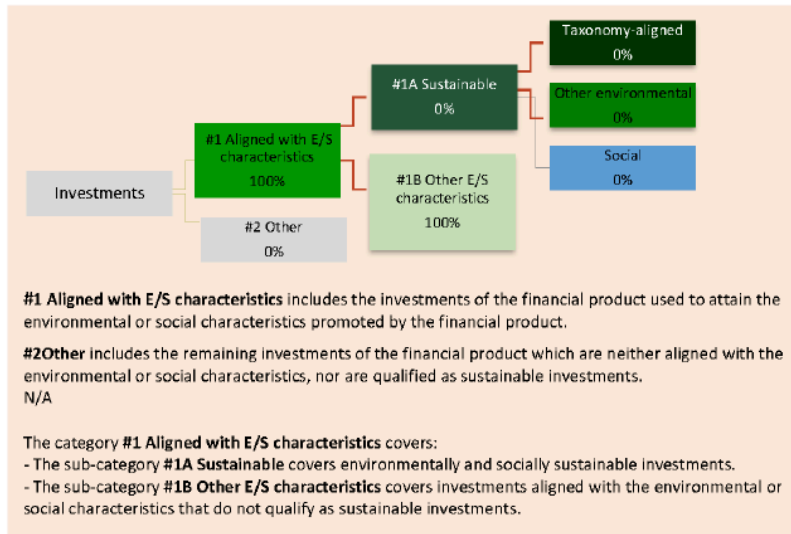 Taxonomy-aligned
0%
#1A Sustainable
0%
Other environmental
0%
#1 Aligned with E/S
characteristics
100%
Social
0%
#1B Other E/S
characteristics
100%
Investments
#2 Other
0%
#1 Aligned with E/S characteristics includes the investments of the financial product used to attain the
environmental or social characteristics promoted by the financial product.
#2Other includes the remaining investments of the financial product which are neither aligned with the
environmental or social characteristics, nor are qualified as sustainable investments.
N/A
The category #1 Aligned with E/S characteristics covers:
- The sub-category #1A Sustainable covers environmentally and socially sustainable investments.
- The sub-category #1B Other E/S characteristics covers investments aligned with the environmental or
social characteristics that do not qualify as sustainable investments.